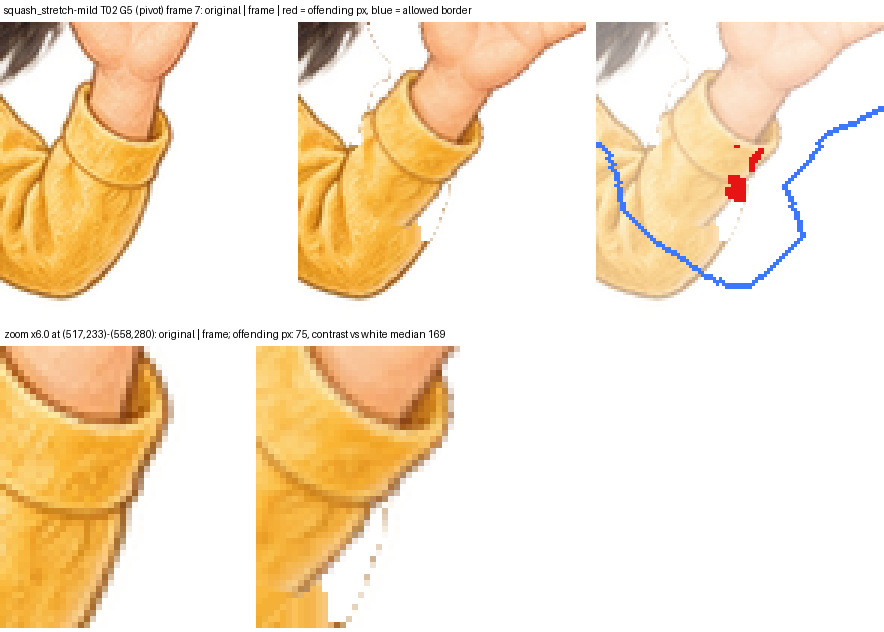 squash_stretch-mild T02 G5 (pivot) frame 7: original | frame | red = offending px, blue = allowed border
zoom x6.0 at (517,233)-(558,280): original | frame; offending px: 75, contrast vs white median 169